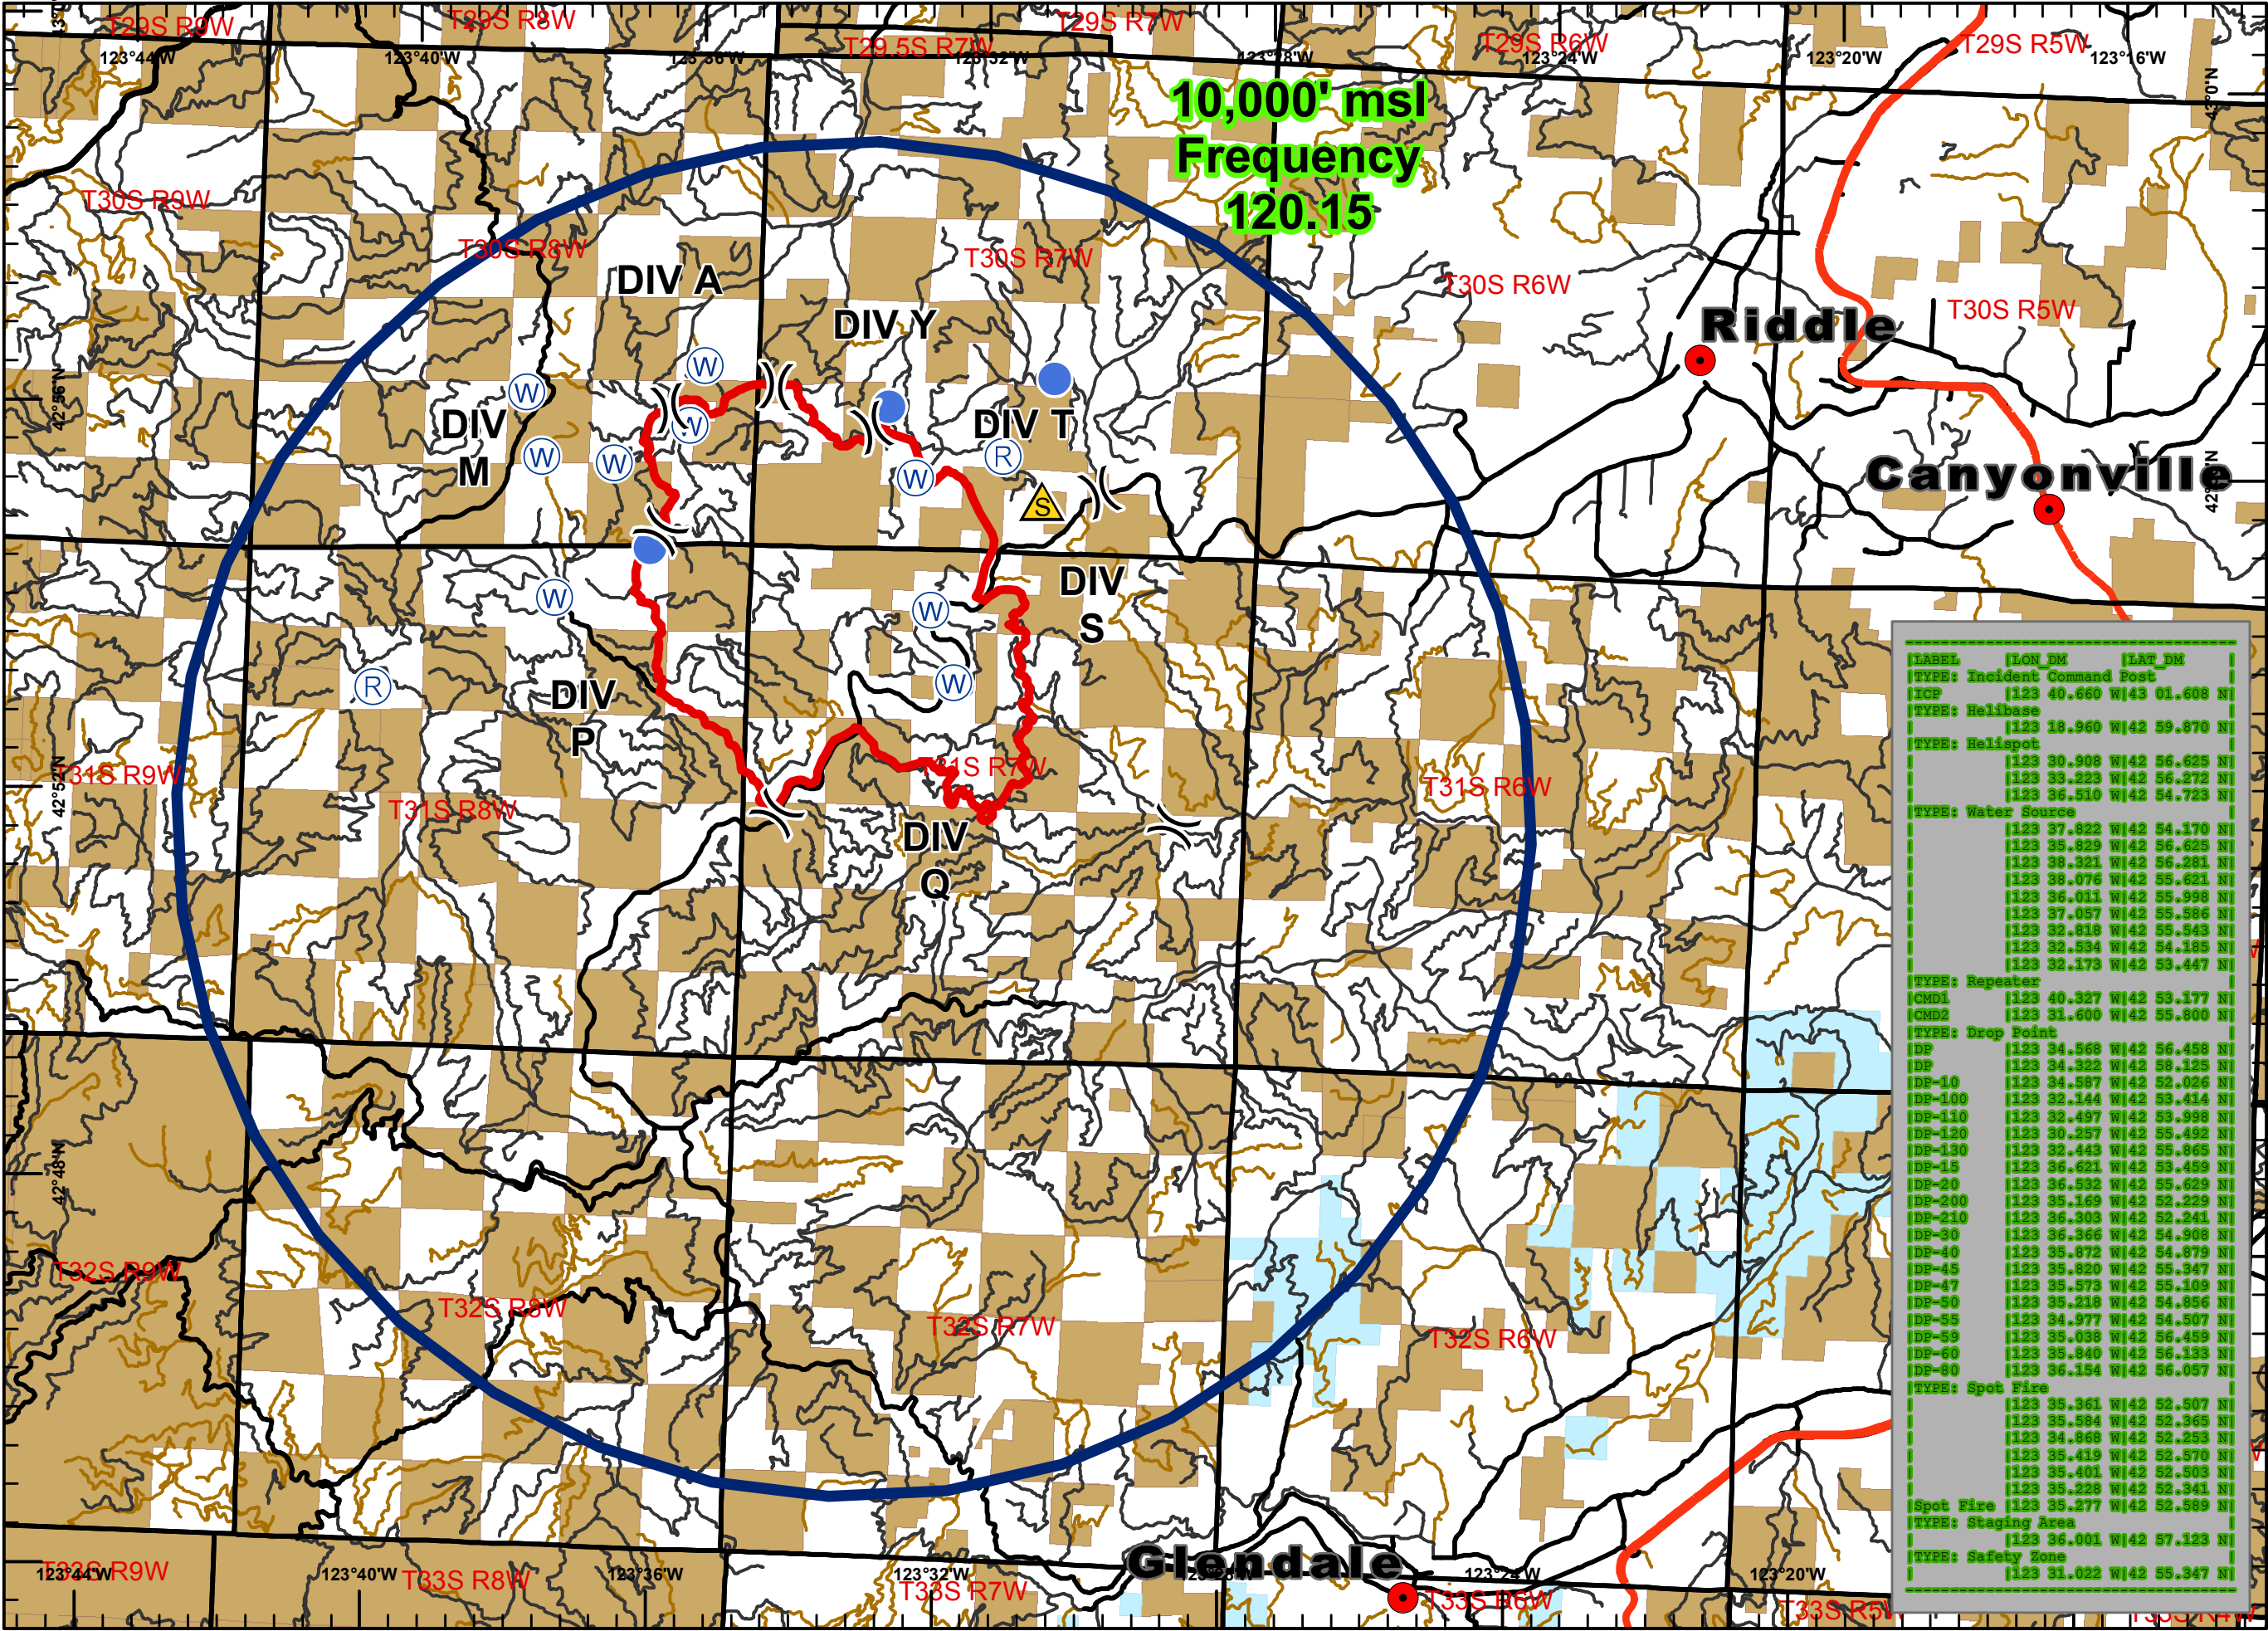 T29S R9W
T29S R8W
T29.5S R7W
T29S R7W
T29S R6W
T29S R5W
123°44'W
123°40'W
123°36'W
123°32'W
123°28'W
123°24'W
123°20'W
123°16'W
43°0'N
10,000' msl
Frequency
120.15
T30S R9W
T30S R8W
T30S R7W
T30S R6W
T30S R5W
DIV A
DIV Y
Riddle
W
W
42°56'N
DIV
M
W
DIV T
W
W
W
R
S
Canyonville
DIV
S
W
W
W
R
DIV
P
T31S R9W
T31S R8W
T31S R7W
T31S R6W
42°52'N
DIV
Q
42°48'N
T32S R9W
T32S R8W
T32S R7W
T32S R6W
|LABEL |LON_DM |LAT_DM |
|TYPE: Incident Command Post |
|ICP |123 40.660 W|43 01.608 N|
|TYPE: Helibase |
| |123 18.960 W|42 59.870 N|
|TYPE: Helispot |
| |123 30.908 W|42 56.625 N|
| |123 33.223 W|42 56.272 N|
| |123 36.510 W|42 54.723 N|
|TYPE: Water Source |
| |123 37.822 W|42 54.170 N|
| |123 35.829 W|42 56.625 N|
| |123 38.321 W|42 56.281 N|
| |123 38.076 W|42 55.621 N|
| |123 36.011 W|42 55.998 N|
| |123 37.057 W|42 55.586 N|
| |123 32.818 W|42 55.543 N|
| |123 32.534 W|42 54.185 N|
| |123 32.173 W|42 53.447 N|
|TYPE: Repeater |
|CMD1 |123 40.327 W|42 53.177 N|
|CMD2 |123 31.600 W|42 55.800 N|
|TYPE: Drop Point |
|DP |123 34.568 W|42 56.458 N|
|DP |123 34.322 W|42 58.125 N|
|DP-10 |123 34.587 W|42 52.026 N|
|DP-100 |123 32.144 W|42 53.414 N|
|DP-110 |123 32.497 W|42 53.998 N|
|DP-120 |123 30.257 W|42 55.492 N|
|DP-130 |123 32.443 W|42 55.865 N|
|DP-15 |123 36.621 W|42 53.459 N|
|DP-20 |123 36.532 W|42 55.629 N|
|DP-200 |123 35.169 W|42 52.229 N|
|DP-210 |123 36.303 W|42 52.241 N|
|DP-30 |123 36.366 W|42 54.908 N|
|DP-40 |123 35.872 W|42 54.879 N|
|DP-45 |123 35.820 W|42 55.347 N|
|DP-47 |123 35.573 W|42 55.109 N|
|DP-50 |123 35.218 W|42 54.856 N|
|DP-55 |123 34.977 W|42 54.507 N|
|DP-59 |123 35.038 W|42 56.459 N|
|DP-60 |123 35.840 W|42 56.133 N|
|DP-80 |123 36.154 W|42 56.057 N|
|TYPE: Spot Fire |
| |123 35.361 W|42 52.507 N|
| |123 35.584 W|42 52.365 N|
| |123 34.868 W|42 52.253 N|
| |123 35.419 W|42 52.570 N|
| |123 35.401 W|42 52.503 N|
| |123 35.228 W|42 52.341 N|
|Spot Fire |123 35.277 W|42 52.589 N|
|TYPE: Staging Area |
| |123 36.001 W|42 57.123 N|
|TYPE: Safety Zone |
| |123 31.022 W|42 55.347 N|
Glendale
T33S R9W
T33S R8W
T33S R7W
T33S R6W
123°44'W
123°40'W
123°36'W
123°32'W
123°24'W
123°20'W